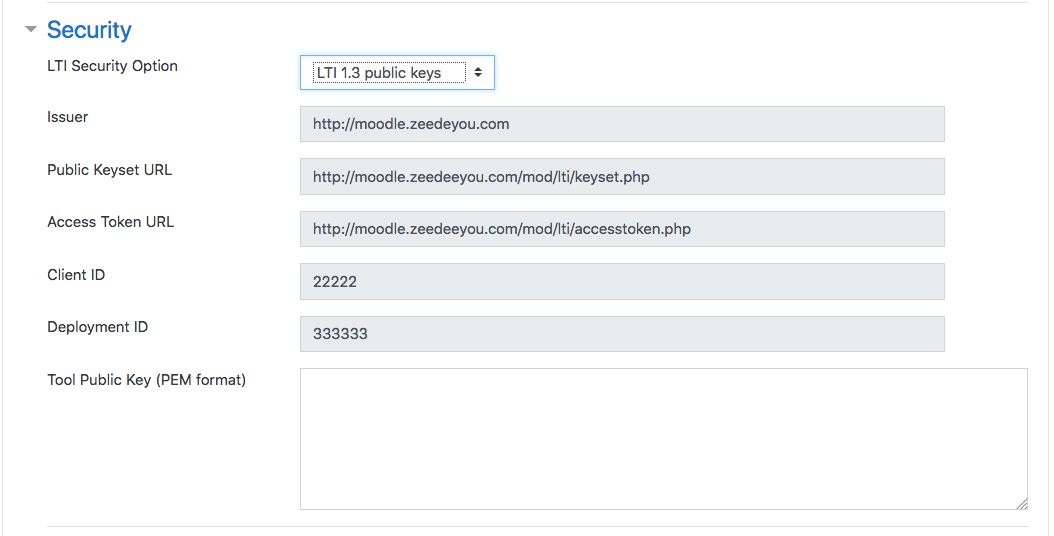 Security
LTI Security Option
LTI 1.3 public keys
Issuer
http://moodle.zeedeyou.com
Public Keyset URL
http://moodle.zeedeeyou.com/mod/lti/keyset.php
Access Token URL
http://moodle.zeedeeyou.com/mod/lti/accesstoken.php
Client ID
22222
Deployment ID
333333
Tool Public Key (PEM format)